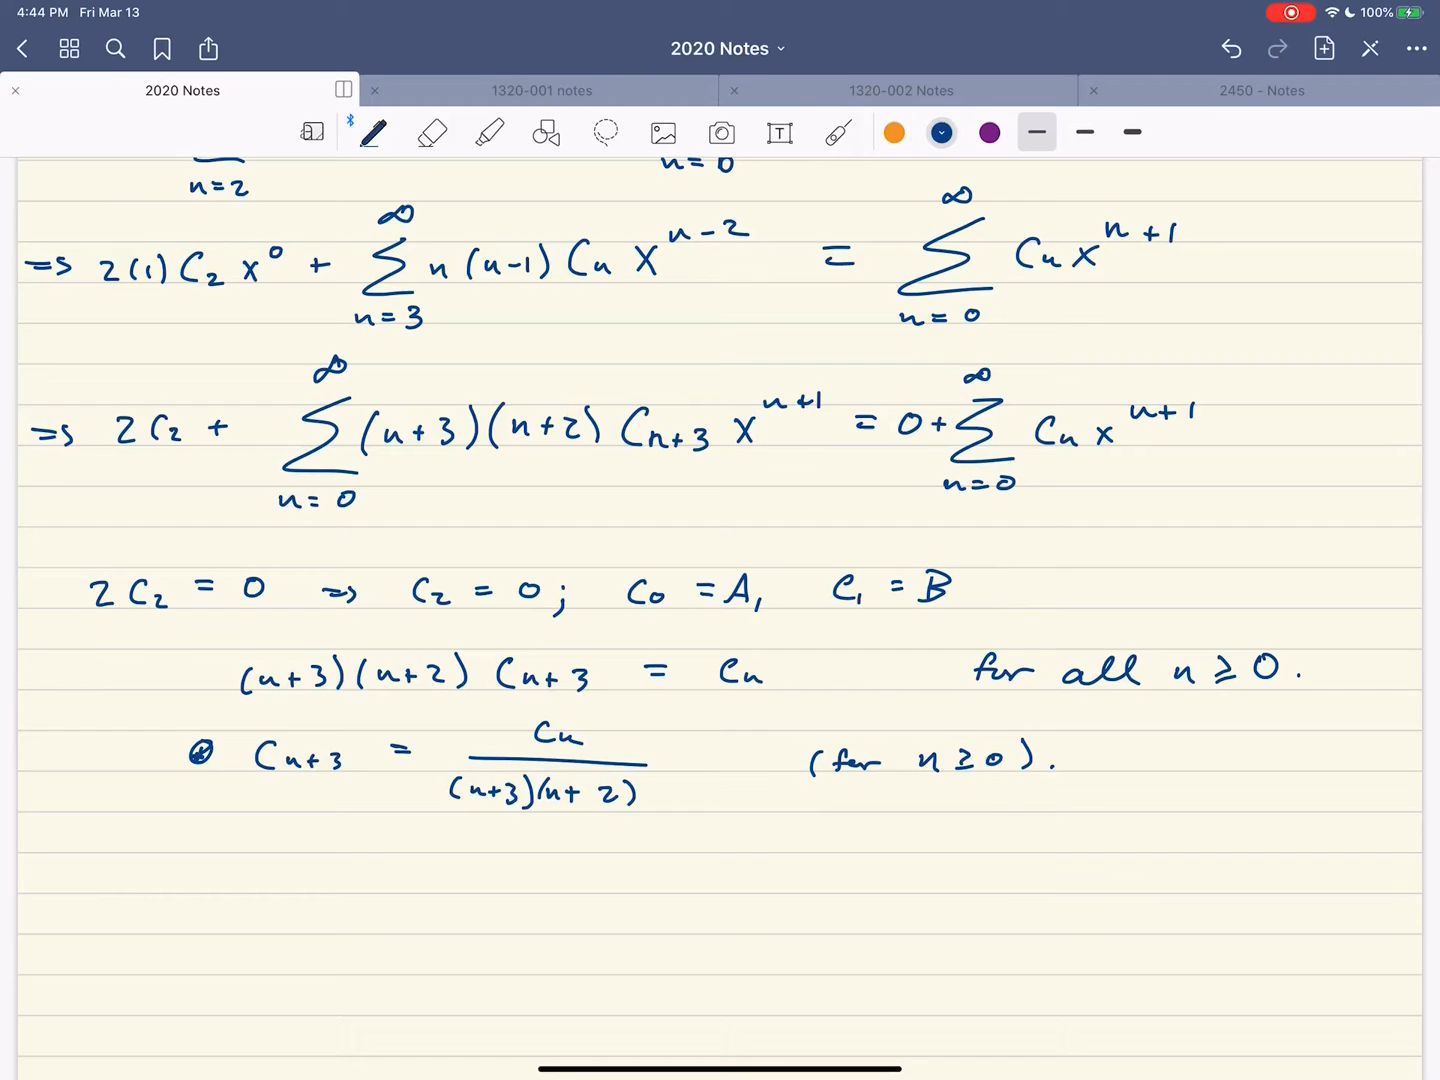 4:44 PM Fri Mar 13 100%
2020 Notes
2020 Notes 1320-001 notes 1320-002 Notes 2450 - Notes
n=2 n=0
=> 2(1) C₂ x⁰ + ∑_{n=3}^{∞} n(n-1) Cₙ x^{n-2} = ∑_{n=0}^{∞} Cₙ x^{n+1}
=> 2C₂ + ∑_{n=0}^{∞} (n+3)(n+2) C_{n+3} x^{n+1} = 0 + ∑_{n=0}^{∞} Cₙ x^{n+1}
2C₂ = 0 => C₂ = 0; C₀ = A, C₁ = B
(n+3)(n+2) C_{n+3} = Cₙ for all n ≥ 0.
C_{n+3} = Cₙ / (n+3)(n+2) (for n ≥ 0).